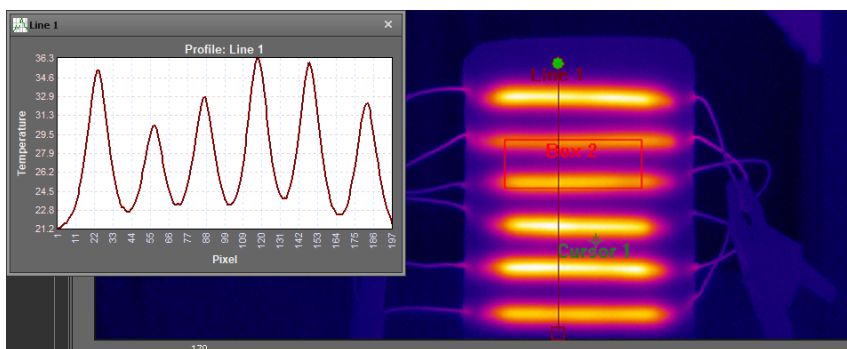 Line 1
Profile: Line 1
36.3
34.6
32.9
31.3
29.5
27.9
26.2
24.5
22.8
21.2
Temperature
1 11 22 33 44 55 66 77 88 99 109 120 131 142 153 164 175 186 197
Pixel
Line 1
Box 2
Cursor 1